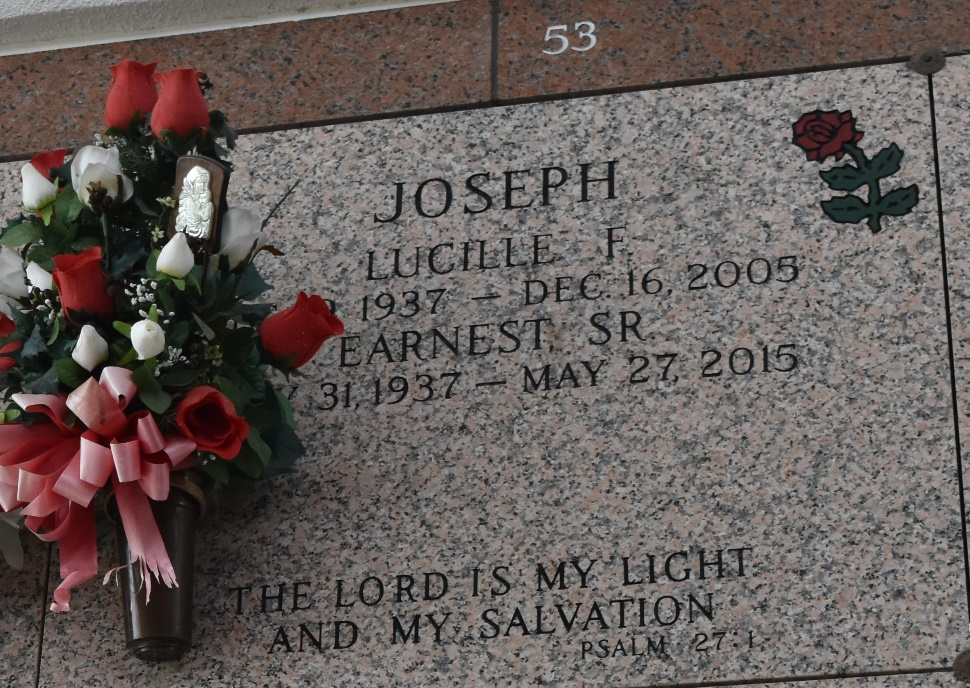 53
JOSEPH
LUCILLE F
1937 — DEC. 16, 2005
EARNEST SR
31, 1937 — MAY 27, 2015
THE LORD IS MY LIGHT
AND MY SALVATION
PSALM 27:1